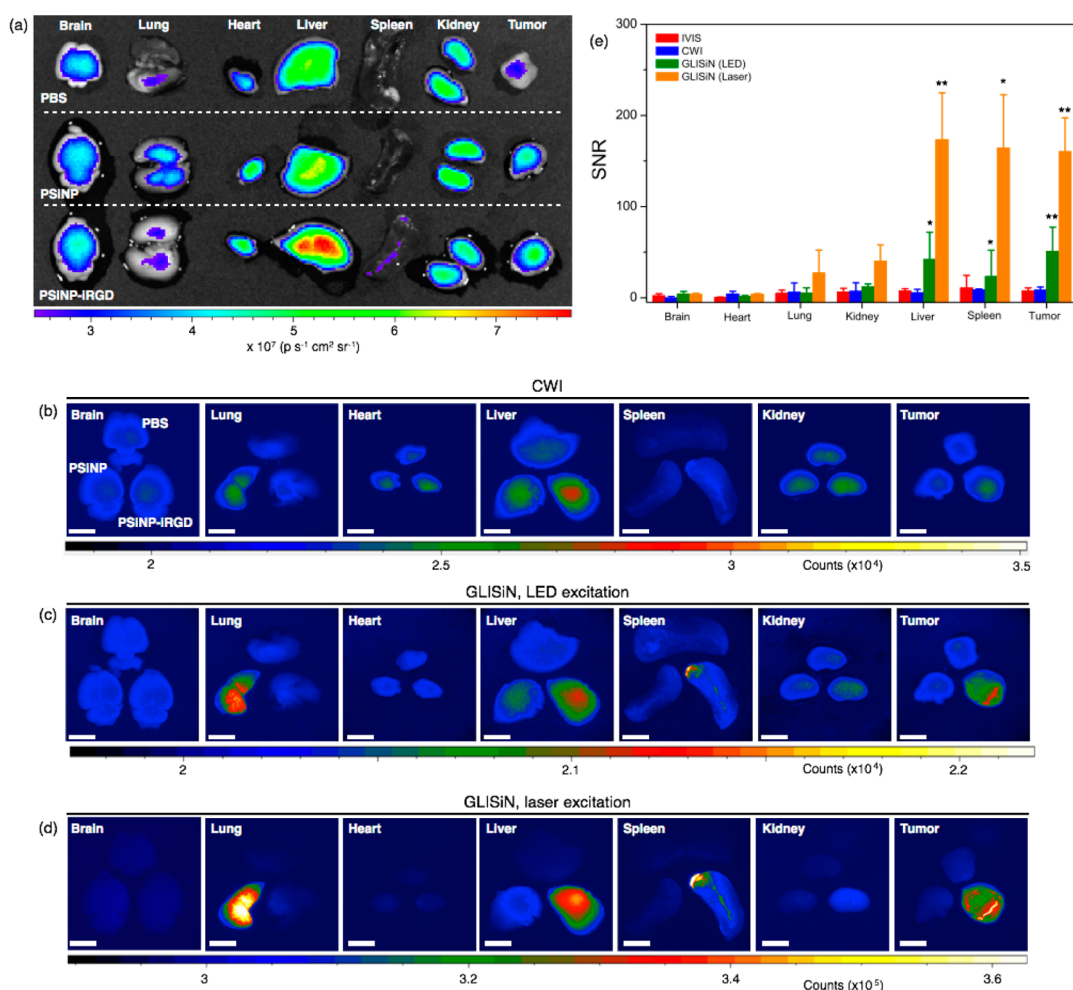 (a)
Brain Lung Heart Liver Spleen Kidney Tumor
PBS
PSiNP
PSiNP-iRGD
3 4 5 6 7
x 10⁷ (p s⁻¹ cm² sr⁻¹)
(e)
300
200
100
0
SNR
IVIS
CWI
GLISiN (LED)
GLISiN (Laser)
* ** * * ** **
Brain Heart Lung Kidney Liver Spleen Tumor
CWI
(b)
Brain Lung Heart Liver Spleen Kidney Tumor
PBS
PSiNP
PSiNP-iRGD
2 2.5 3 Counts (x10⁴) 3.5
GLISiN, LED excitation
(c)
Brain Lung Heart Liver Spleen Kidney Tumor
2 2.1 Counts (x10⁴) 2.2
GLISiN, laser excitation
(d)
Brain Lung Heart Liver Spleen Kidney Tumor
3 3.2 3.4 Counts (x10⁵) 3.6